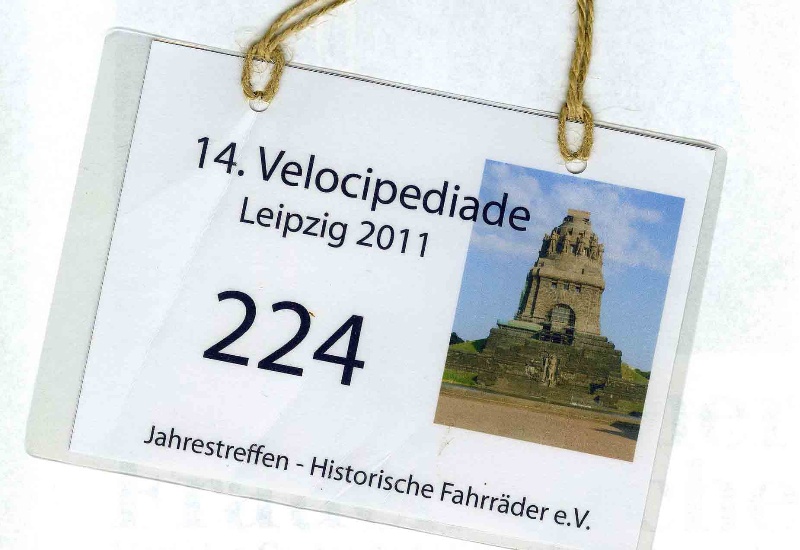 14. Velocipediade
Leipzig 2011
224
Jahrestreffen - Historische Fahrräder e.V.